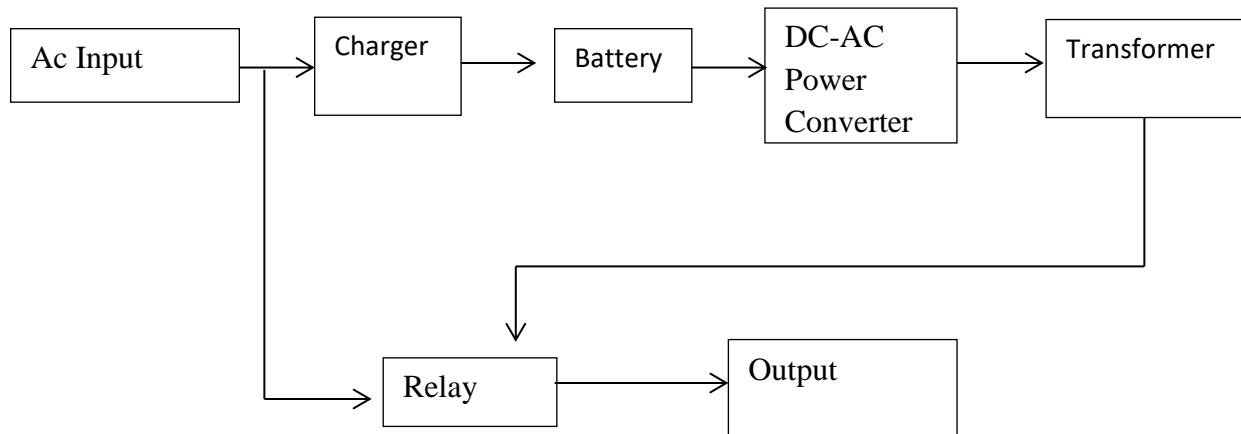 Ac Input
Charger
Battery
DC-AC
Power
Converter
Transformer
Relay
Output